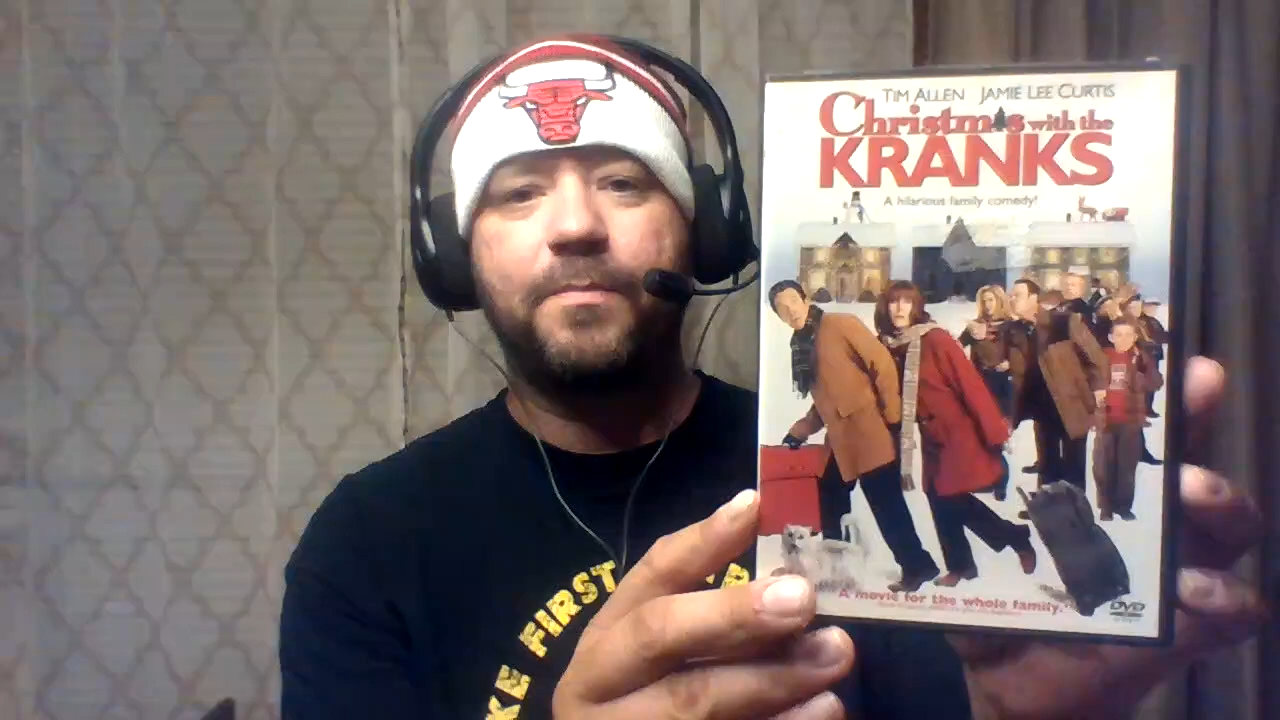 TIM ALLEN JAMIE LEE CURTIS
Christmas with the
KRANKS
A hilarious family comedy!
"A movie for the whole family."
DVD
KE FIRST